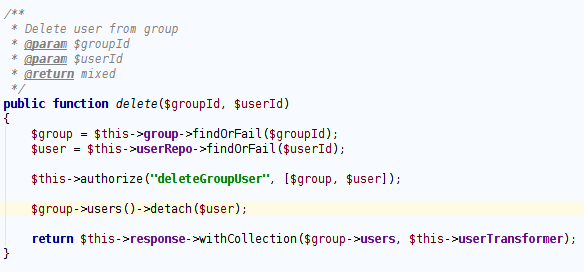 /**
 * Delete user from group
 * @param $groupId
 * @param $userId
 * @return mixed
 */
public function delete($groupId, $userId)
{
    $group = $this->group->findOrFail($groupId);
    $user = $this->userRepo->findOrFail($userId);

    $this->authorize("deleteGroupUser", [$group, $user]);

    $group->users()->detach($user);

    return $this->response->withCollection($group->users, $this->userTransformer);
}